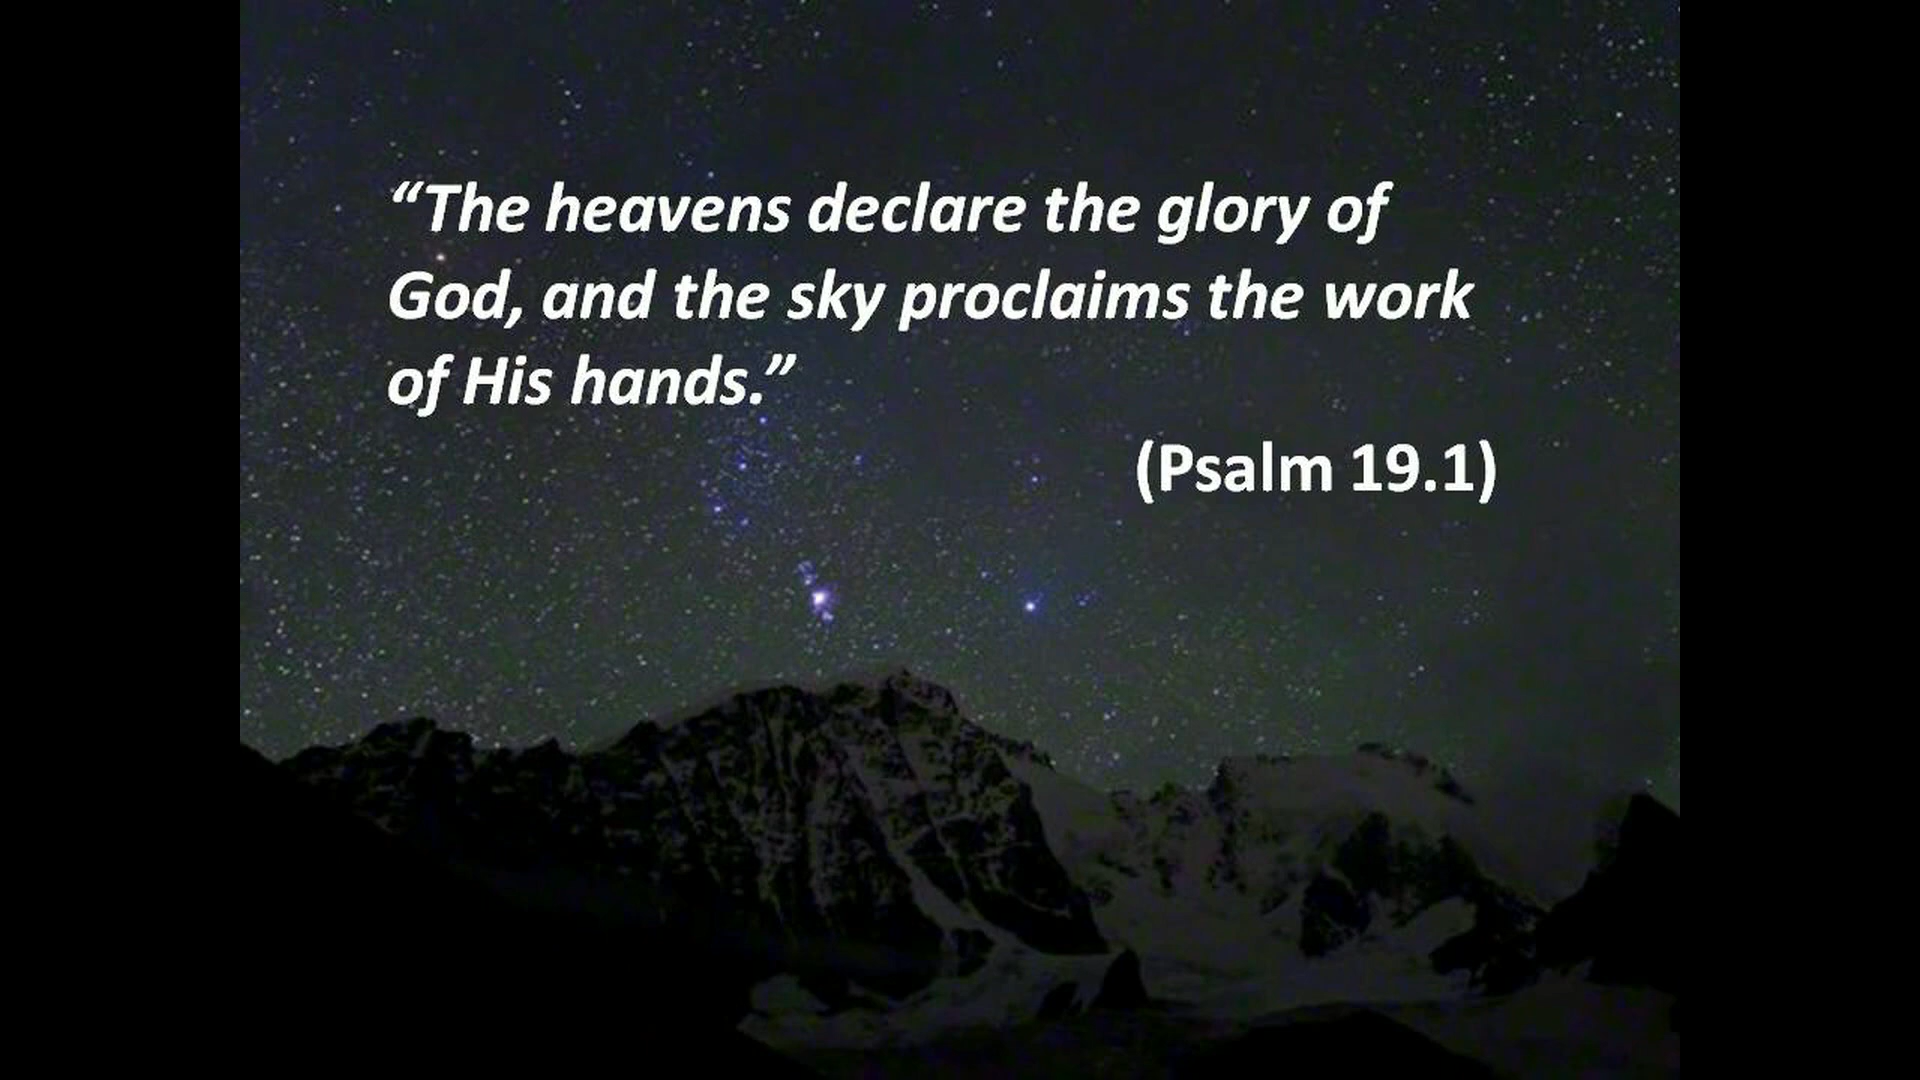 “The heavens declare the glory of
God, and the sky proclaims the work
of His hands.”
(Psalm 19.1)